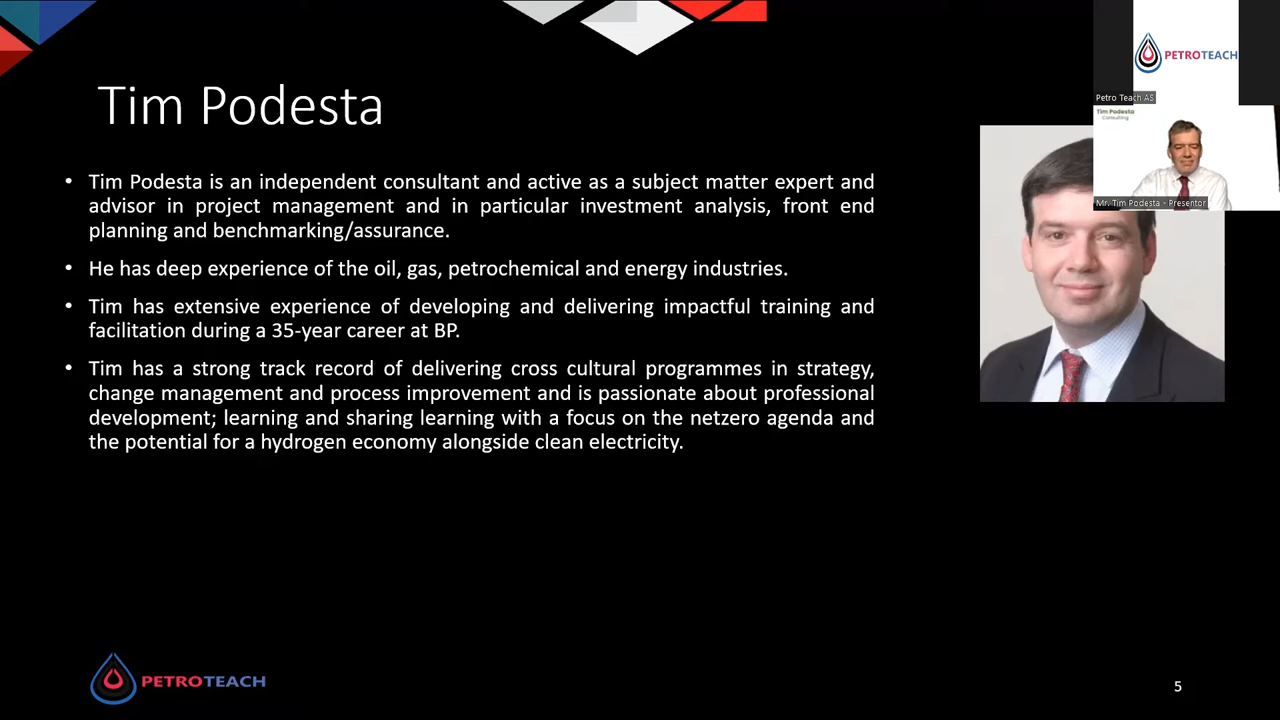 Tim Podesta
• Tim Podesta is an independent consultant and active as a subject matter expert and
advisor in project management and in particular investment analysis, front end
planning and benchmarking/assurance.
• He has deep experience of the oil, gas, petrochemical and energy industries.
• Tim has extensive experience of developing and delivering impactful training and
facilitation during a 35-year career at BP.
• Tim has a strong track record of delivering cross cultural programmes in strategy,
change management and process improvement and is passionate about professional
development; learning and sharing learning with a focus on the netzero agenda and
the potential for a hydrogen economy alongside clean electricity.
PETROTEACH
Petro Teach AS
Tim Podesta
Consulting
Mr. Tim Podesta - Presentor
PETROTEACH
5